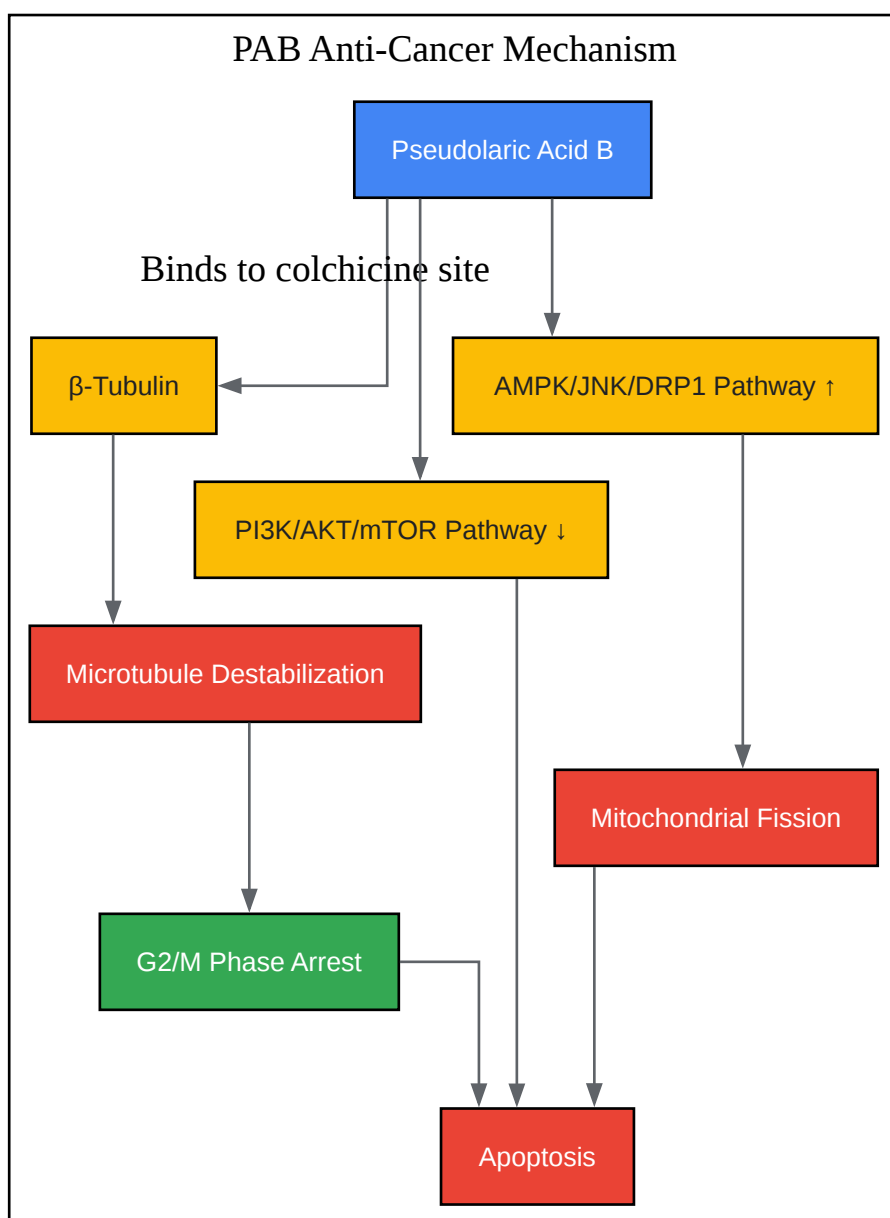 PAB Anti-Cancer Mechanism
Pseudolaric Acid B
Binds to colchicine site
β-Tubulin
AMPK/JNK/DRP1 Pathway ↑
PI3K/AKT/mTOR Pathway ↓
Microtubule Destabilization
Mitochondrial Fission
G2/M Phase Arrest
Apoptosis